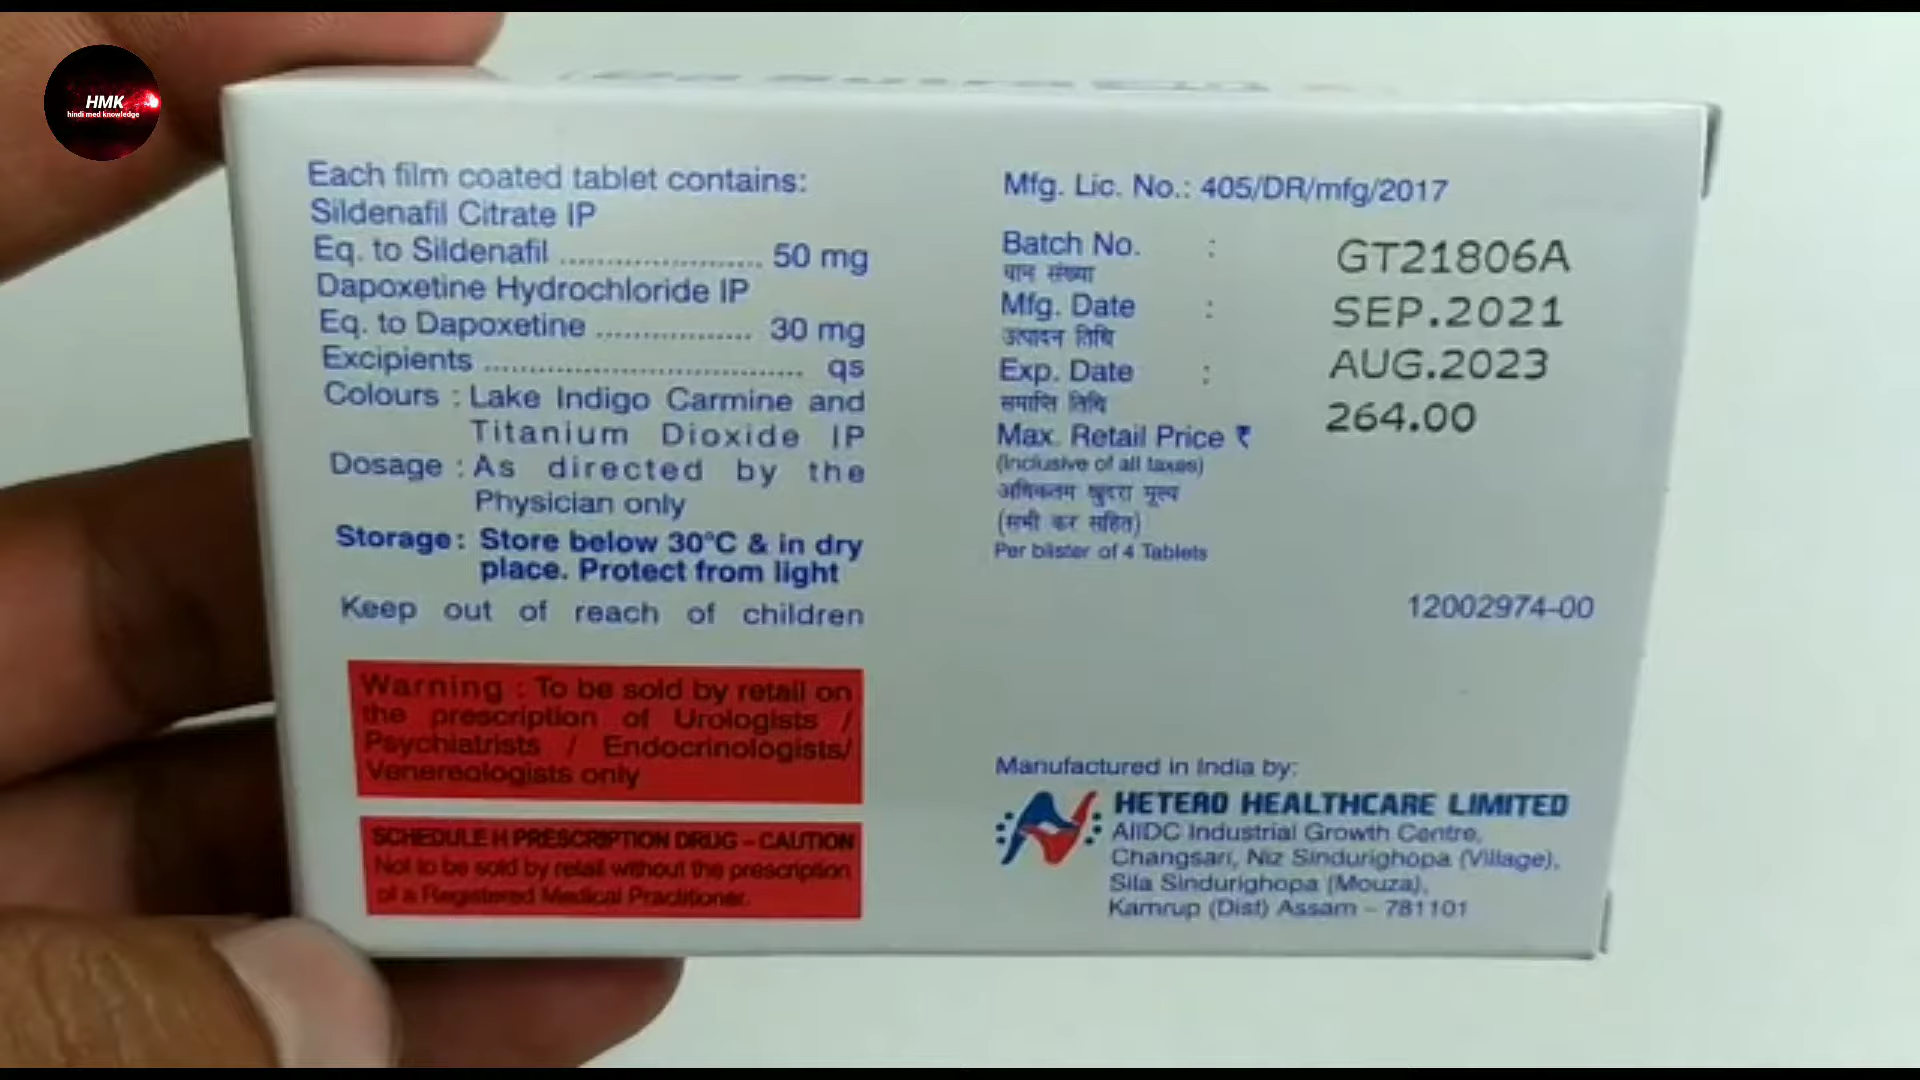 HMK
hindi med knowledge
Each film coated tablet contains:
Sildenafil Citrate IP
Eq. to Sildenafil ........................ 50 mg
Dapoxetine Hydrochloride IP
Eq. to Dapoxetine .................. 30 mg
Excipients ..................................... qs
Colours : Lake Indigo Carmine and
Titanium Dioxide IP
Dosage : As directed by the
Physician only
Storage: Store below 30°C & in dry
place. Protect from light
Keep out of reach of children
Warning : To be sold by retail on
the prescription of Urologists /
Psychiatrists / Endocrinologists/
Venereologists only
SCHEDULE H PRESCRIPTION DRUG – CAUTION
Not to be sold by retail without the prescription
of a Registered Medical Practitioner.
Mfg. Lic. No.: 405/DR/mfg/2017
Batch No. : GT21806A
घान संख्या
Mfg. Date : SEP.2021
उत्पादन तिथि
Exp. Date : AUG.2023
समाप्ति तिथि
Max. Retail Price ₹ 264.00
(Inclusive of all taxes)
अधिकतम खुदरा मूल्य
(सभी कर सहित)
Per blister of 4 Tablets
12002974-00
Manufactured in India by:
HETERO HEALTHCARE LIMITED
AIIDC Industrial Growth Centre,
Changsari, Niz Sindurighopa (Village),
Sila Sindurighopa (Mouza),
Kamrup (Dist) Assam – 781101